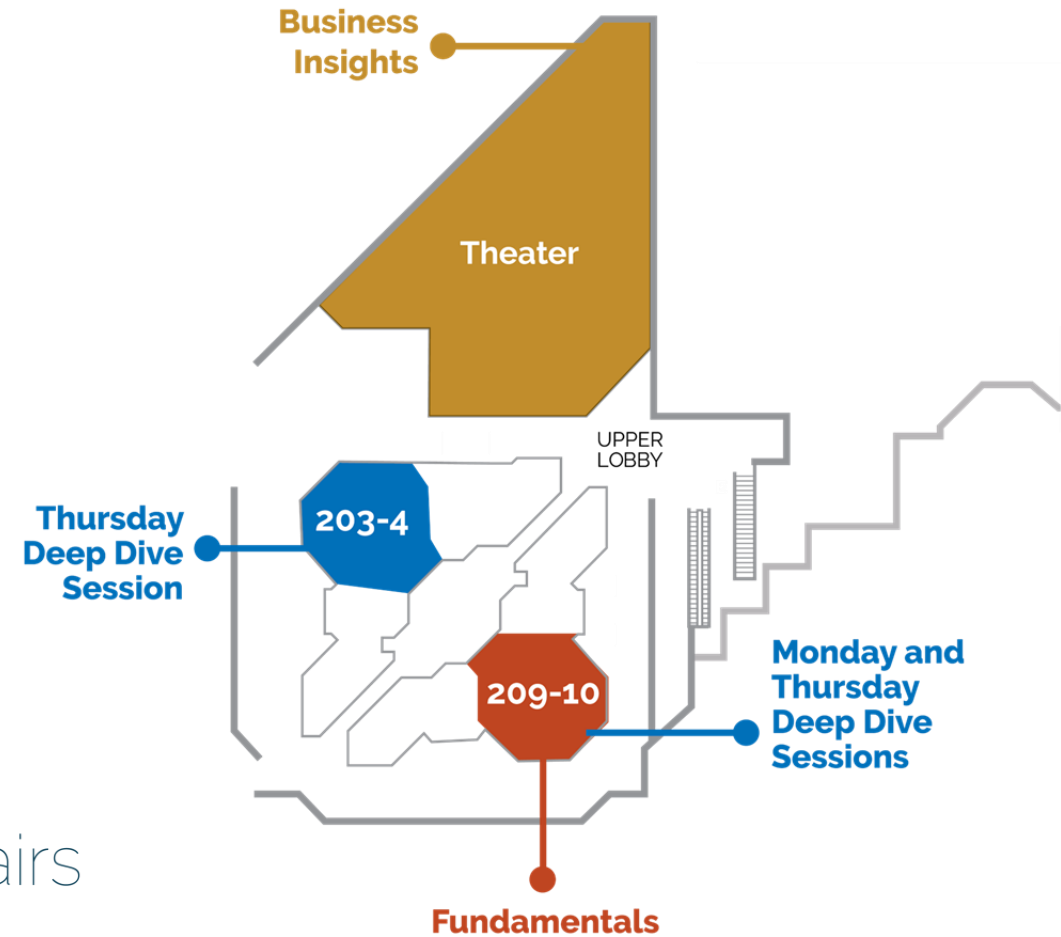 Business
Insights
Theater
UPPER
LOBBY
203-4
Thursday
Deep Dive
Session
209-10
Monday and
Thursday
Deep Dive
Sessions
airs
Fundamentals